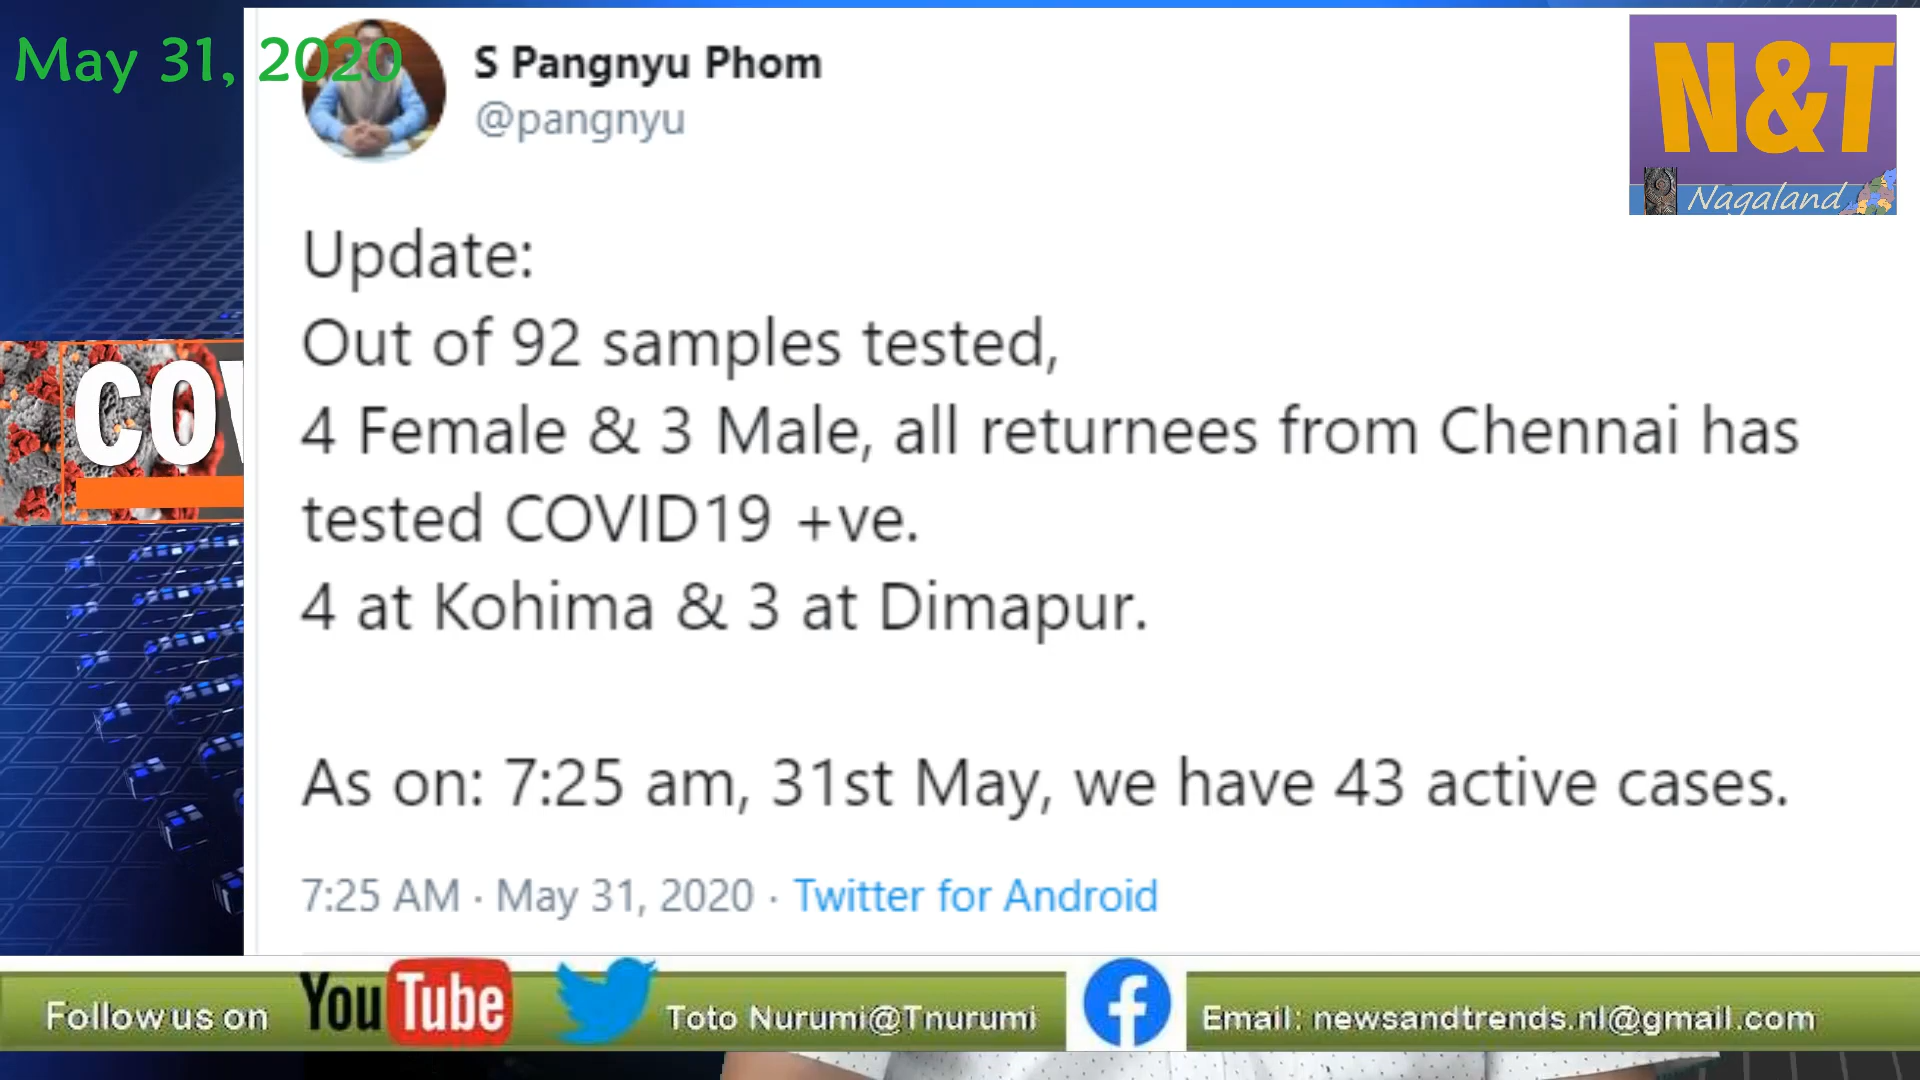 May 31, 2020
S Pangnyu Phom
@pangnyu
N&T
Nagaland
Update:
Out of 92 samples tested,
4 Female & 3 Male, all returnees from Chennai has
tested COVID19 +ve.
4 at Kohima & 3 at Dimapur.
As on: 7:25 am, 31st May, we have 43 active cases.
7:25 AM · May 31, 2020 · Twitter for Android
Follow us on YouTube Toto Nurumi@Tnurumi Email: newsandtrends.nl@gmail.com